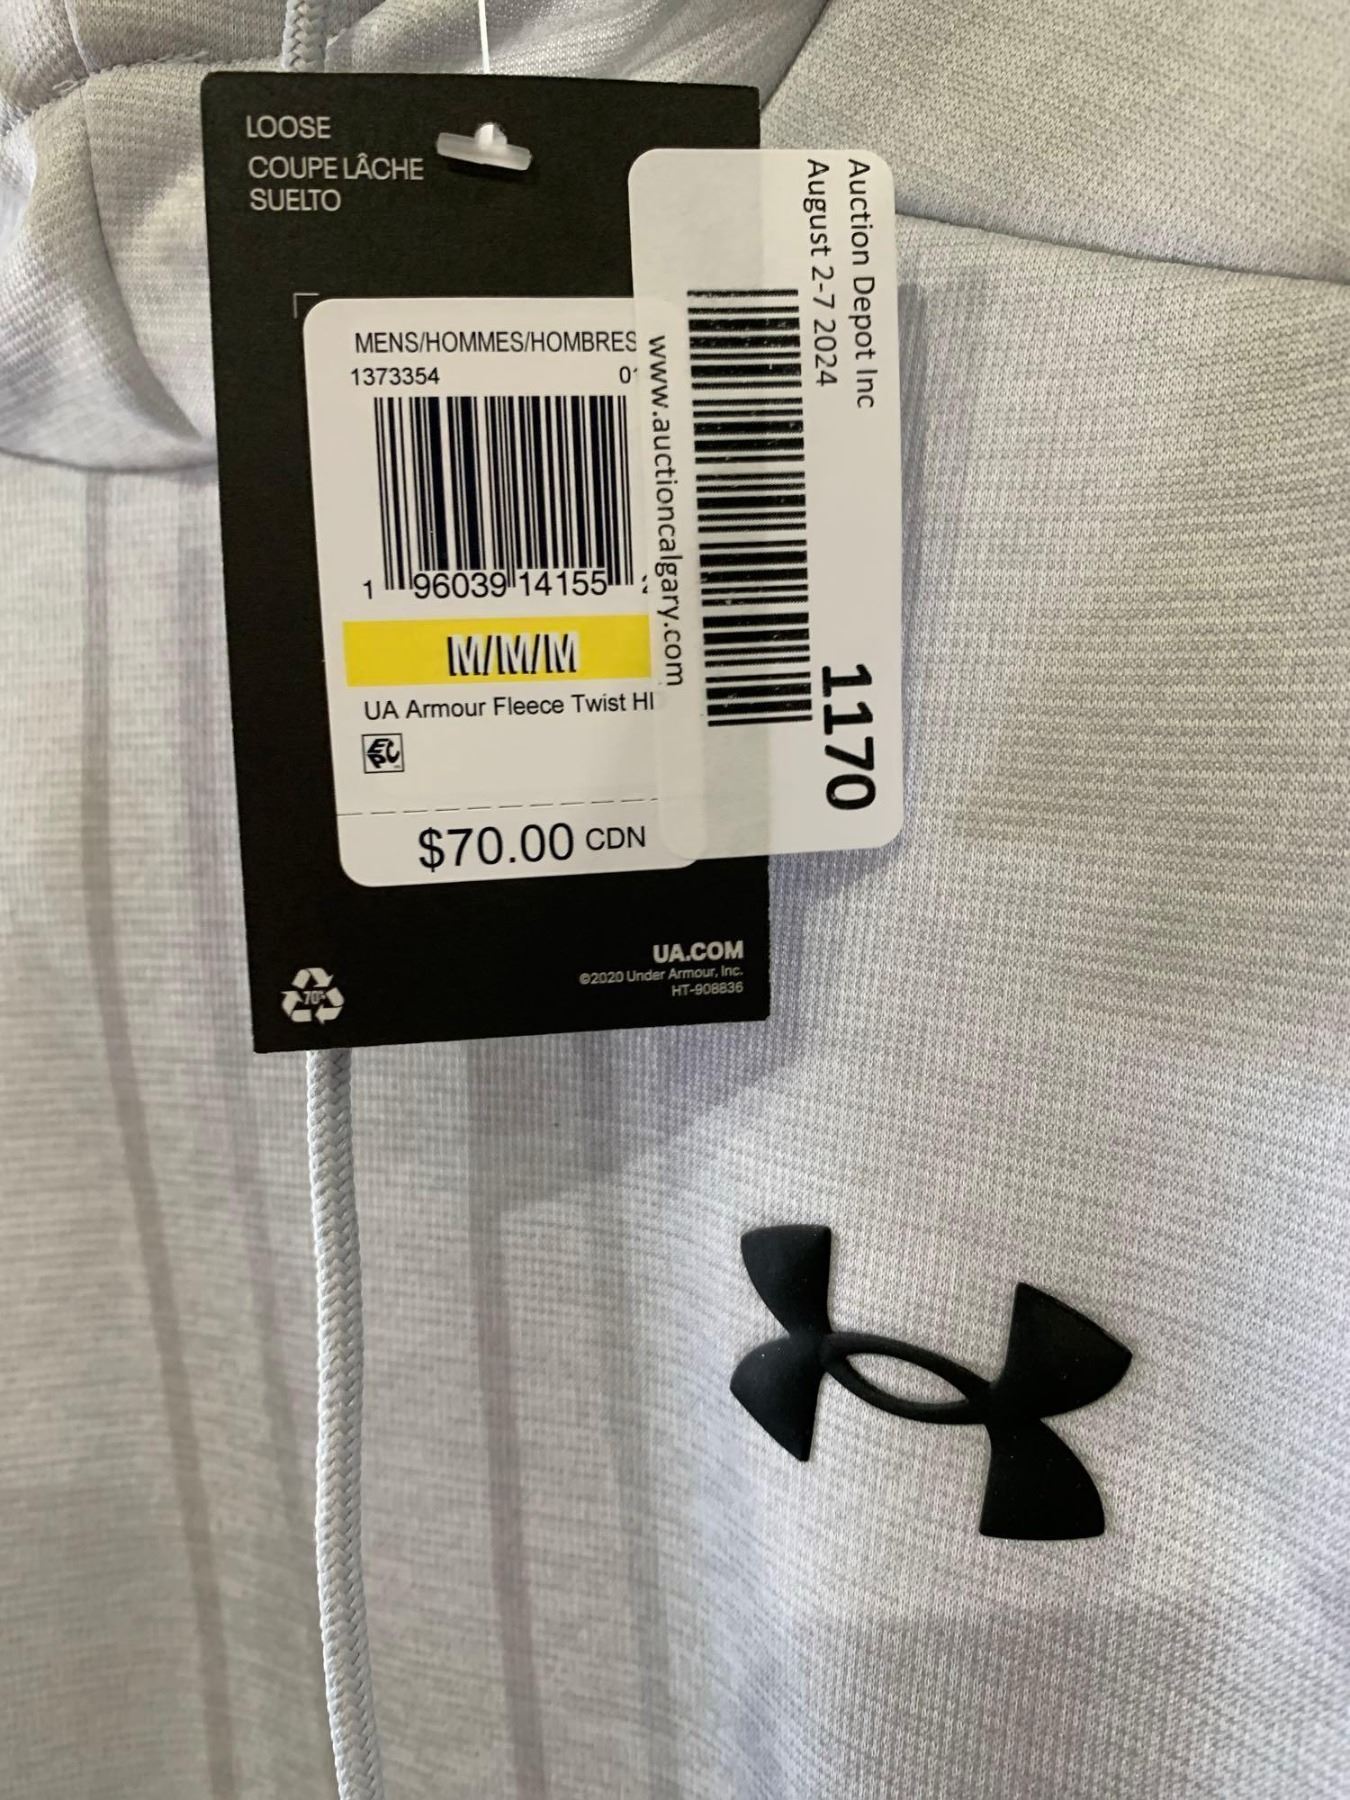 LOOSE
COUPE LÂCHE
SUELTO
MENS/HOMMES/HOMBRES
1373354
1 96039 14155
M/M/M
UA Armour Fleece Twist
$70.00 CDN
Auction Depot Inc
August 2-7 2024
www.auctioncalgary.com
1170
70%
UA.COM
©2020 Under Armour, Inc.
HT-908836